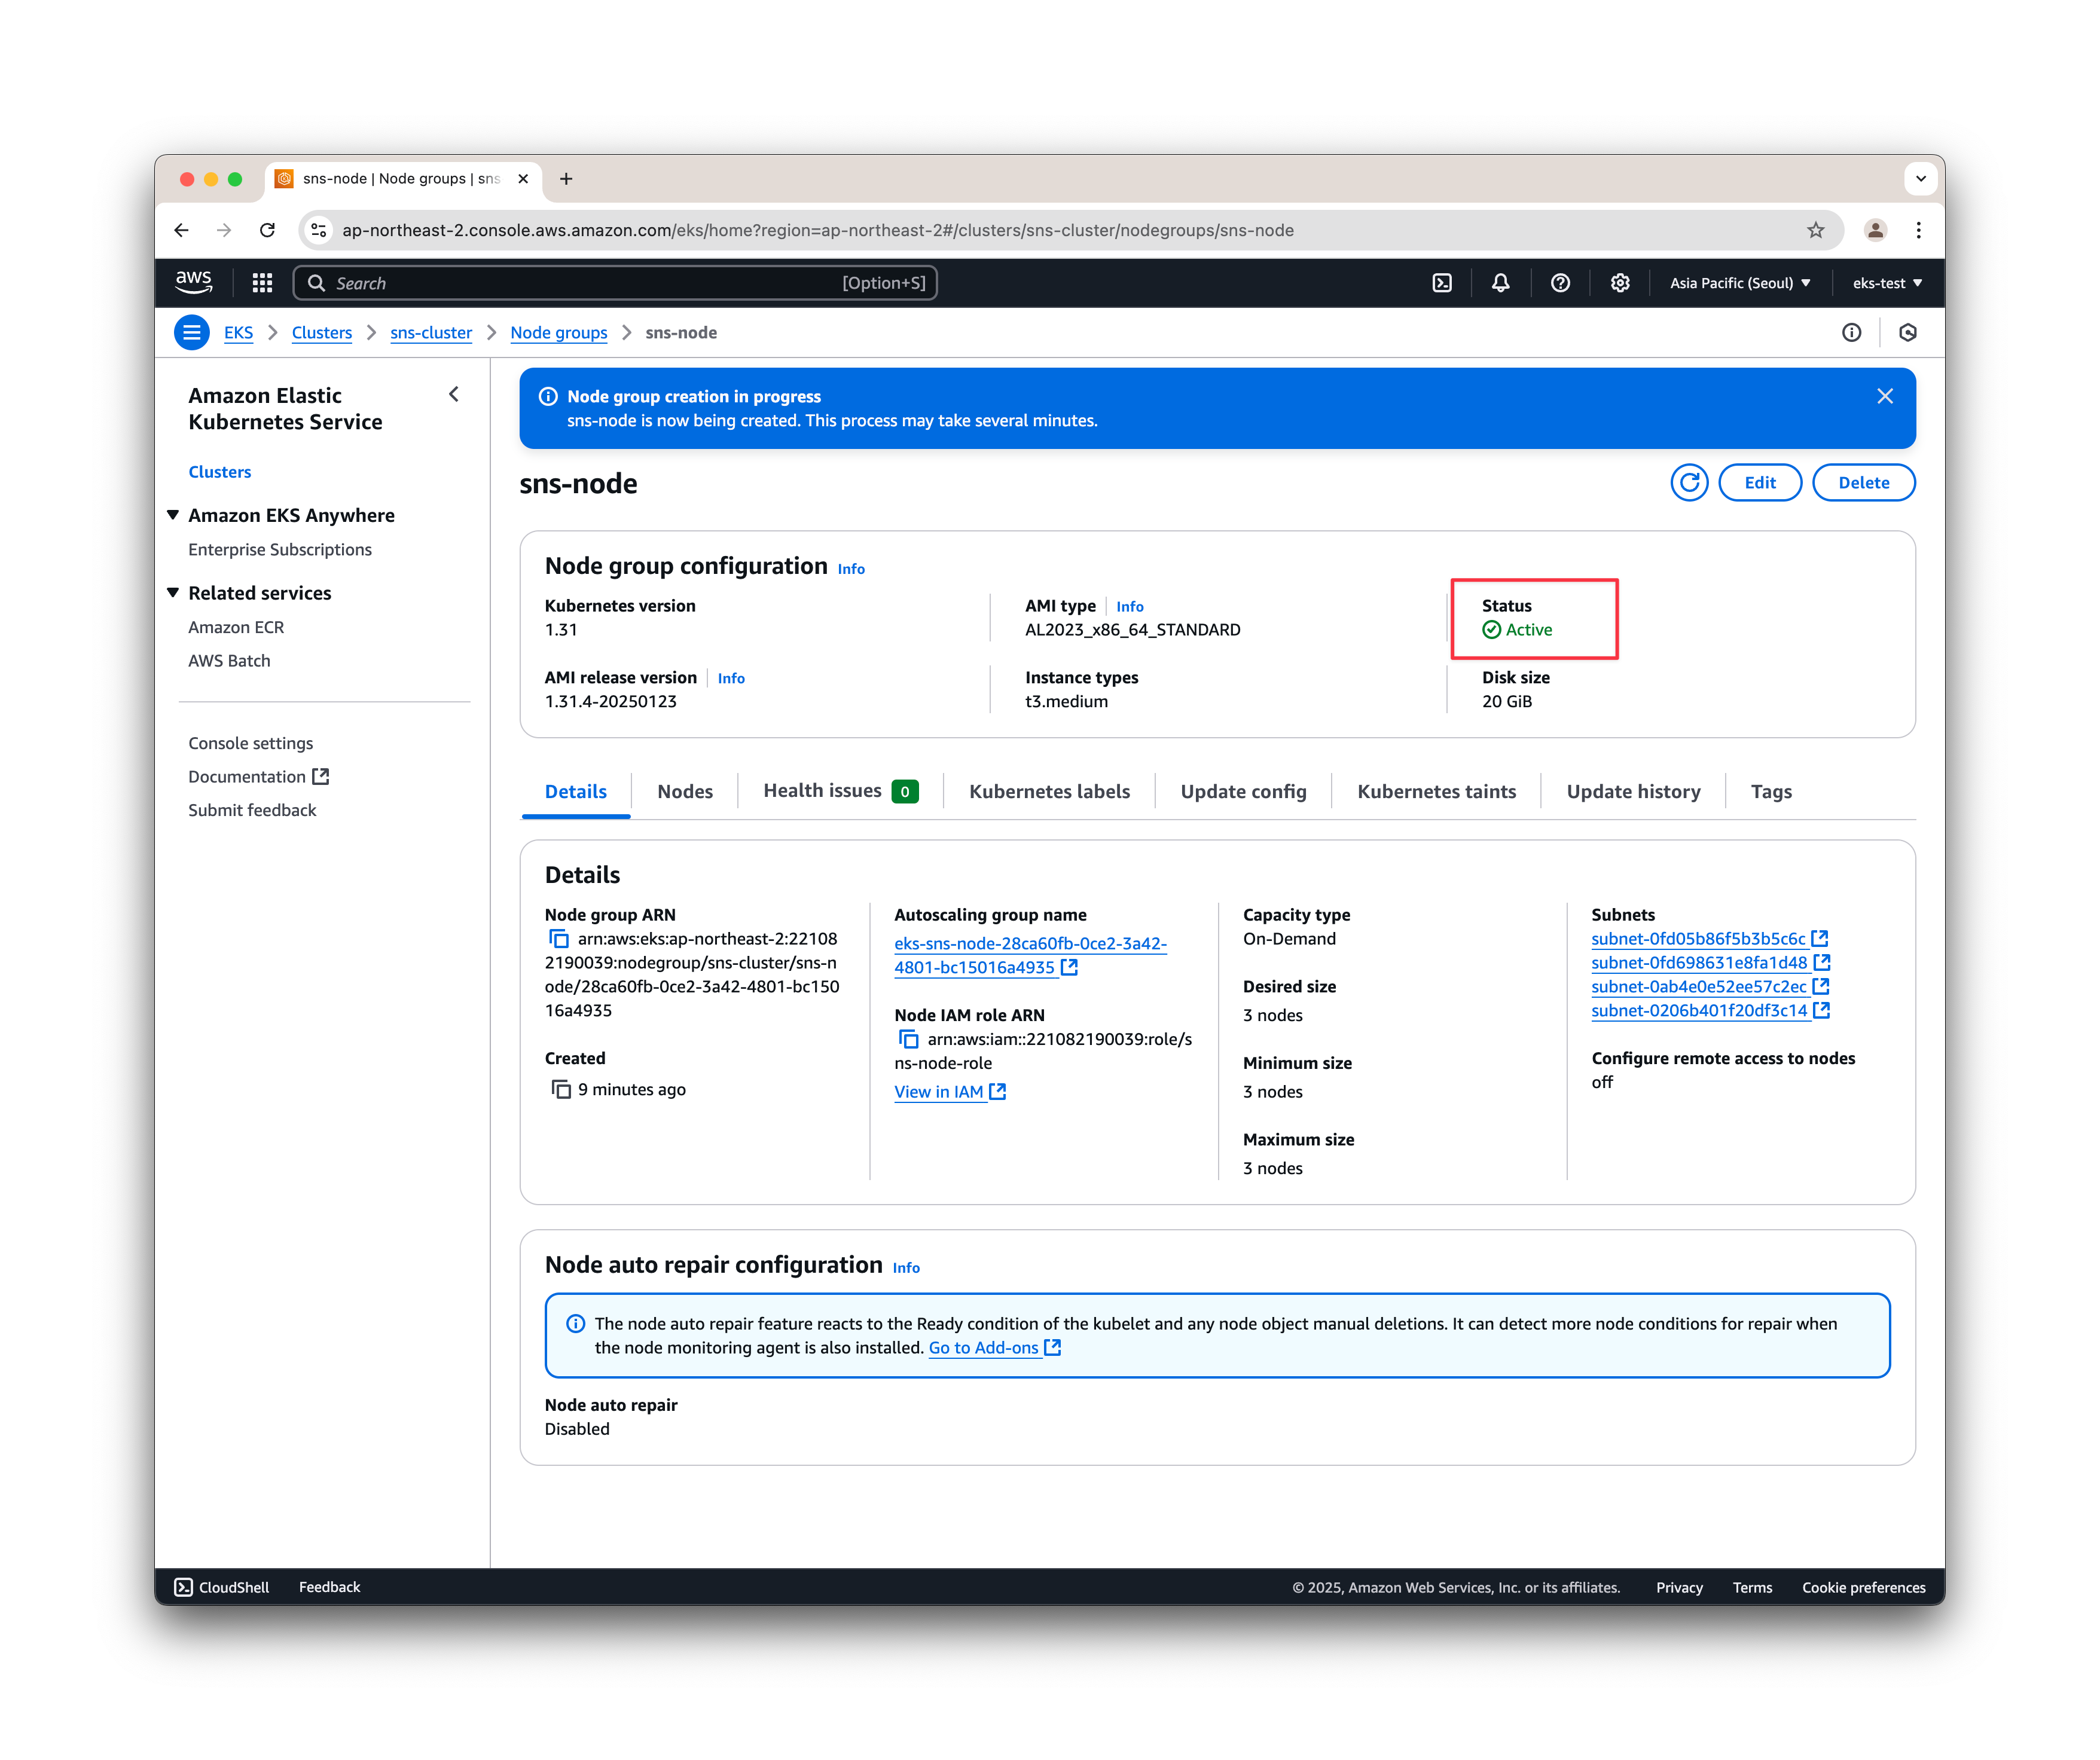 sns-node | Node groups | sns
ap-northeast-2.console.aws.amazon.com/eks/home?region=ap-northeast-2#/clusters/sns-cluster/nodegroups/sns-node
aws
Search
[Option+S]
Asia Pacific (Seoul)
eks-test
EKS
Clusters
sns-cluster
Node groups
sns-node
Amazon Elastic
Kubernetes Service
Clusters
Amazon EKS Anywhere
Enterprise Subscriptions
Related services
Amazon ECR
AWS Batch
Console settings
Documentation
Submit feedback
Node group creation in progress
sns-node is now being created. This process may take several minutes.
sns-node
Edit
Delete
Node group configuration Info
Kubernetes version
1.31
AMI type Info
AL2023_x86_64_STANDARD
Status
Active
AMI release version Info
1.31.4-20250123
Instance types
t3.medium
Disk size
20 GiB
Details
Nodes
Health issues 0
Kubernetes labels
Update config
Kubernetes taints
Update history
Tags
Details
Node group ARN
arn:aws:eks:ap-northeast-2:22108
2190039:nodegroup/sns-cluster/sns-n
ode/28ca60fb-0ce2-3a42-4801-bc150
16a4935
Created
9 minutes ago
Autoscaling group name
eks-sns-node-28ca60fb-0ce2-3a42-
4801-bc15016a4935
Node IAM role ARN
arn:aws:iam::221082190039:role/s
ns-node-role
View in IAM
Capacity type
On-Demand
Desired size
3 nodes
Minimum size
3 nodes
Maximum size
3 nodes
Subnets
subnet-0fd05b86f5b3b5c6c
subnet-0fd698631e8fa1d48
subnet-0ab4e0e52ee57c2ec
subnet-0206b401f20df3c14
Configure remote access to nodes
off
Node auto repair configuration Info
The node auto repair feature reacts to the Ready condition of the kubelet and any node object manual deletions. It can detect more node conditions for repair when
the node monitoring agent is also installed. Go to Add-ons
Node auto repair
Disabled
CloudShell
Feedback
© 2025, Amazon Web Services, Inc. or its affiliates.
Privacy
Terms
Cookie preferences